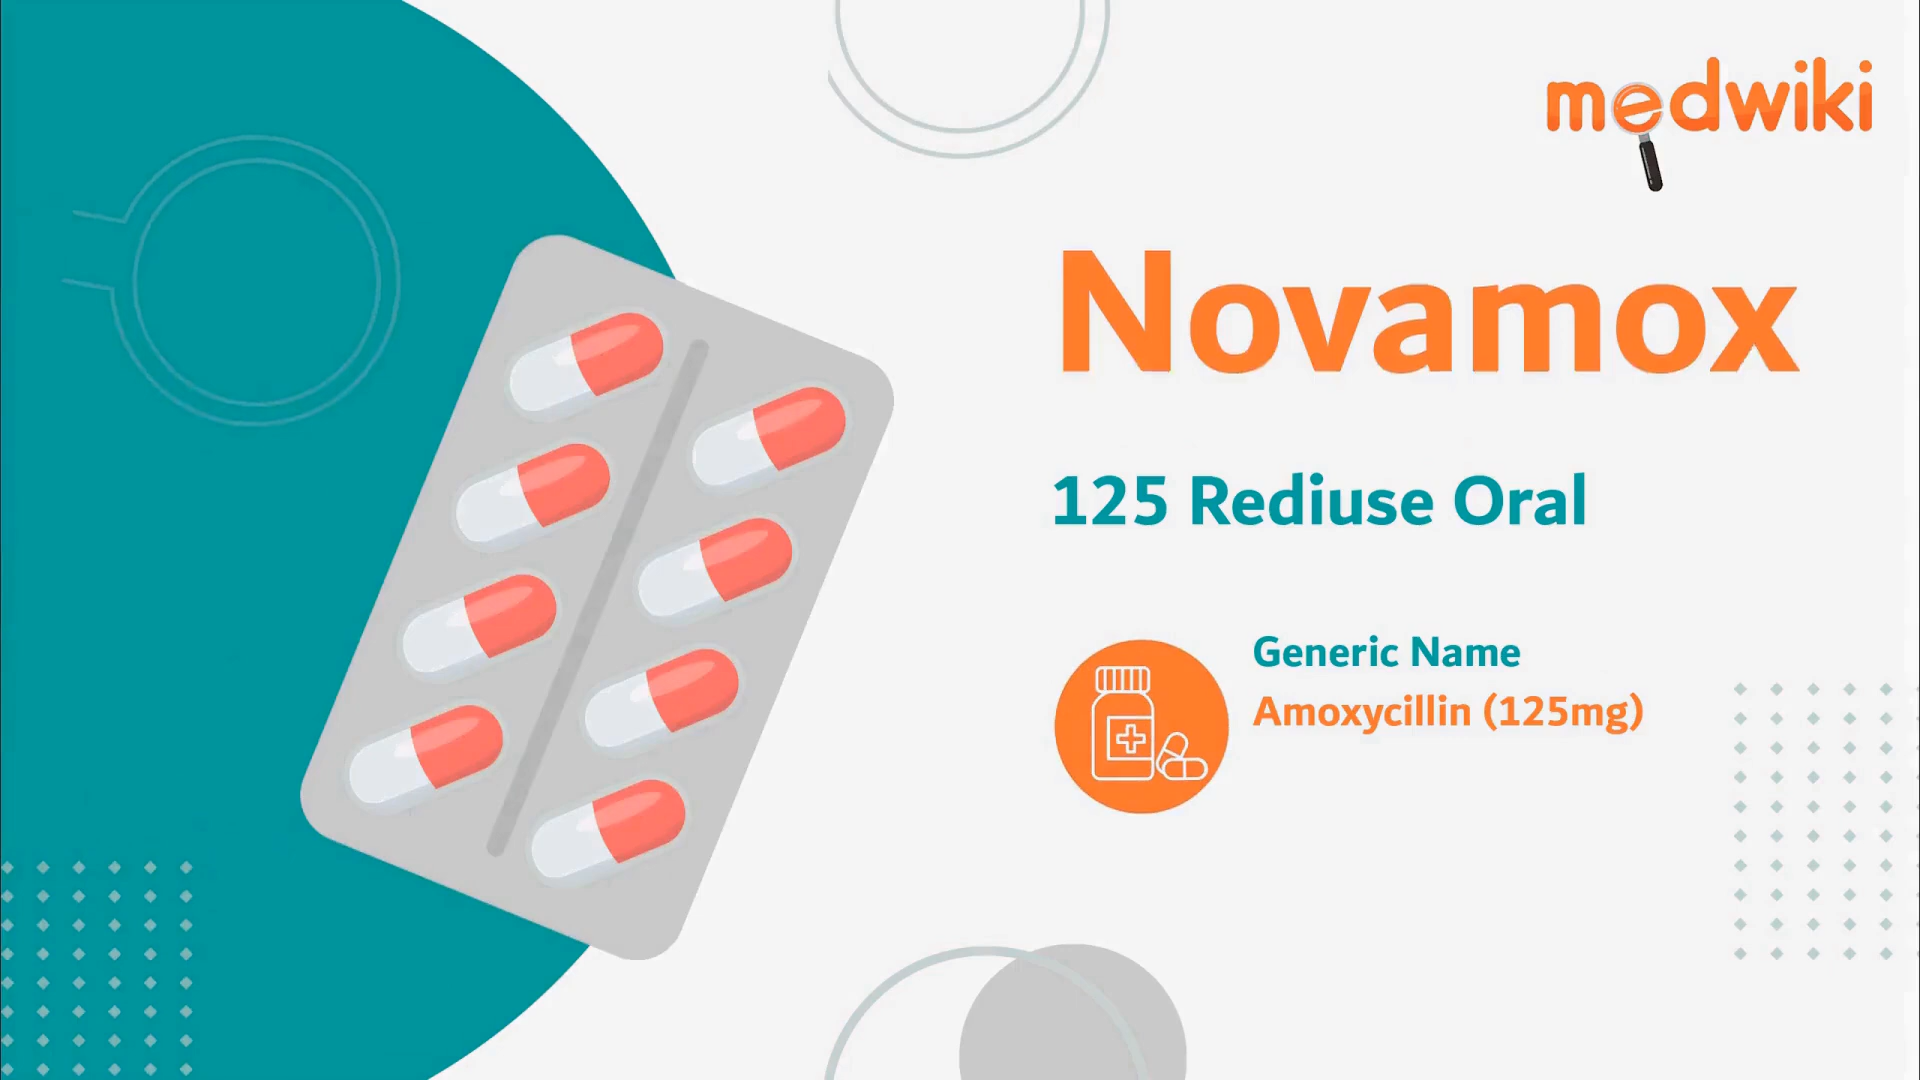 medwiki
Novamox
125 Rediuse Oral
Generic Name
Amoxycillin (125mg)